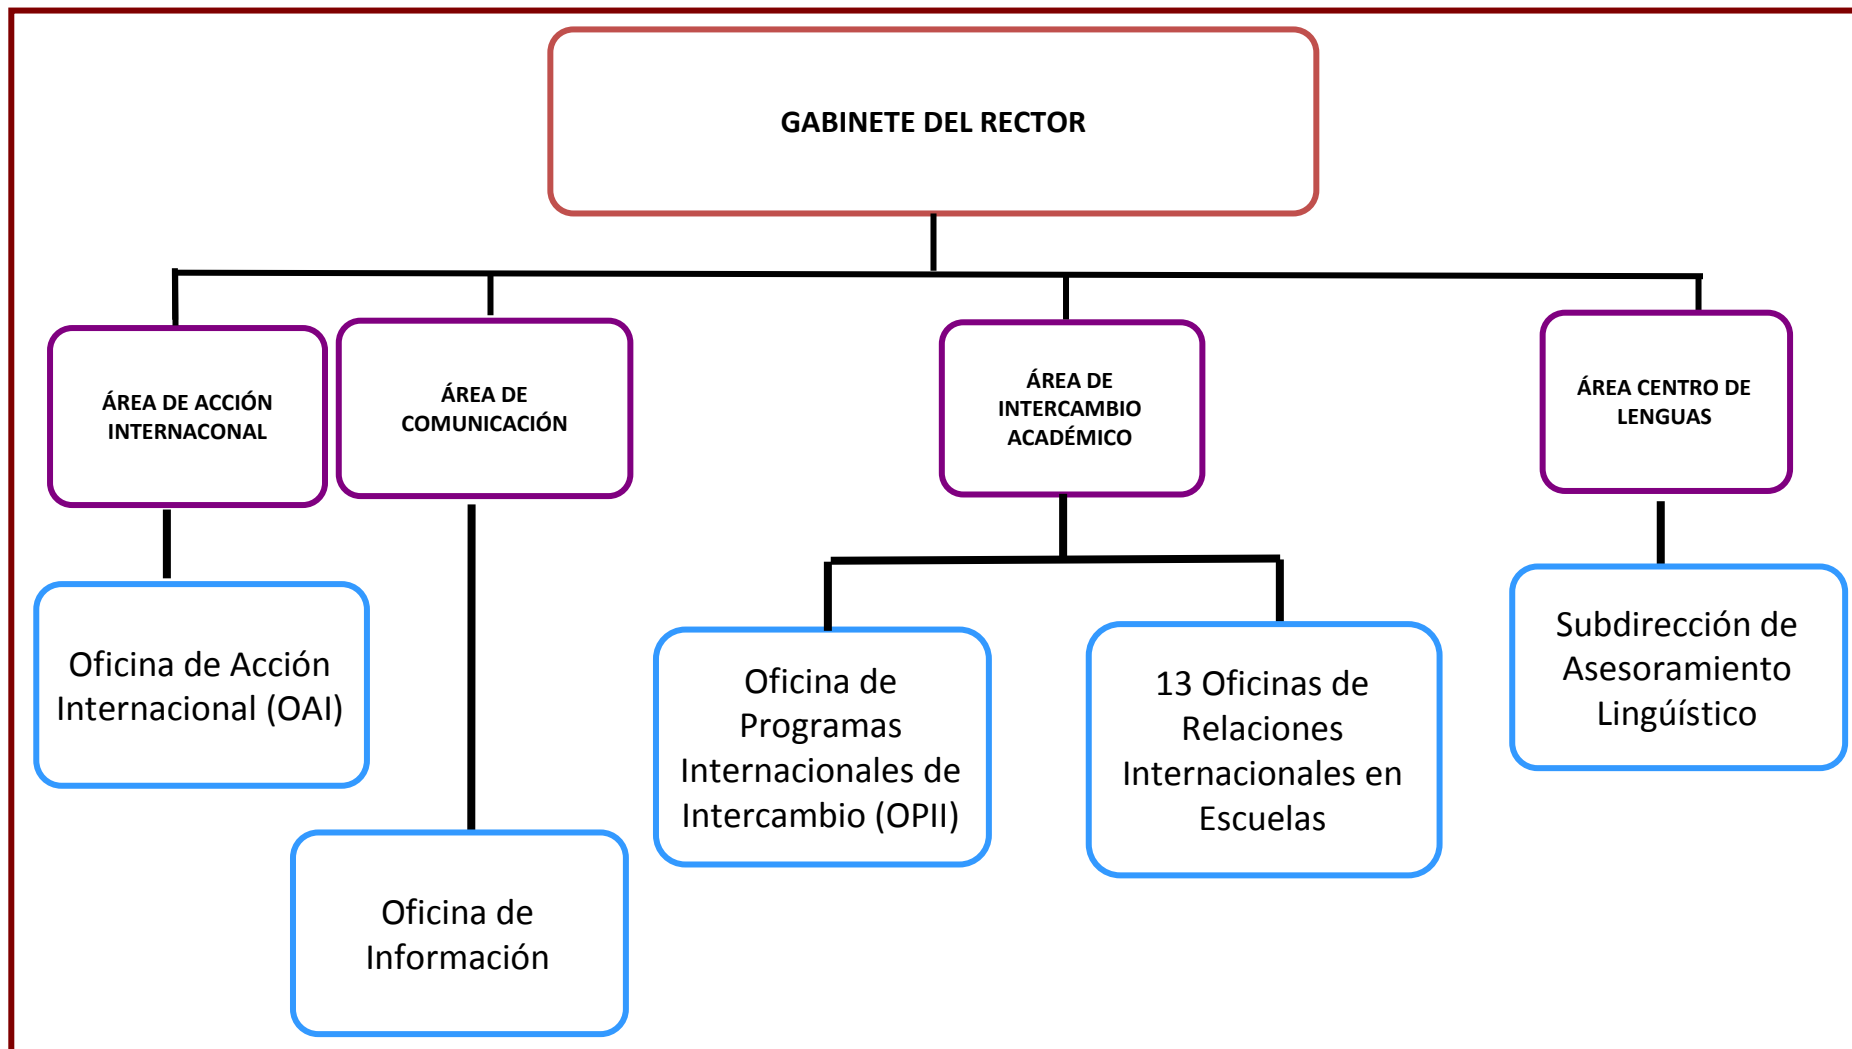 GABINETE DEL RECTOR
ÁREA DE ACCIÓN
INTERNACONAL
ÁREA DE
COMUNICACIÓN
ÁREA DE
INTERCAMBIO
ACADÉMICO
ÁREA CENTRO DE
LENGUAS
Oficina de Acción
Internacional (OAI)
Oficina de
Información
Oficina de
Programas
Internacionales de
Intercambio (OPII)
13 Oficinas de
Relaciones
Internacionales en
Escuelas
Subdirección de
Asesoramiento
Lingúístico